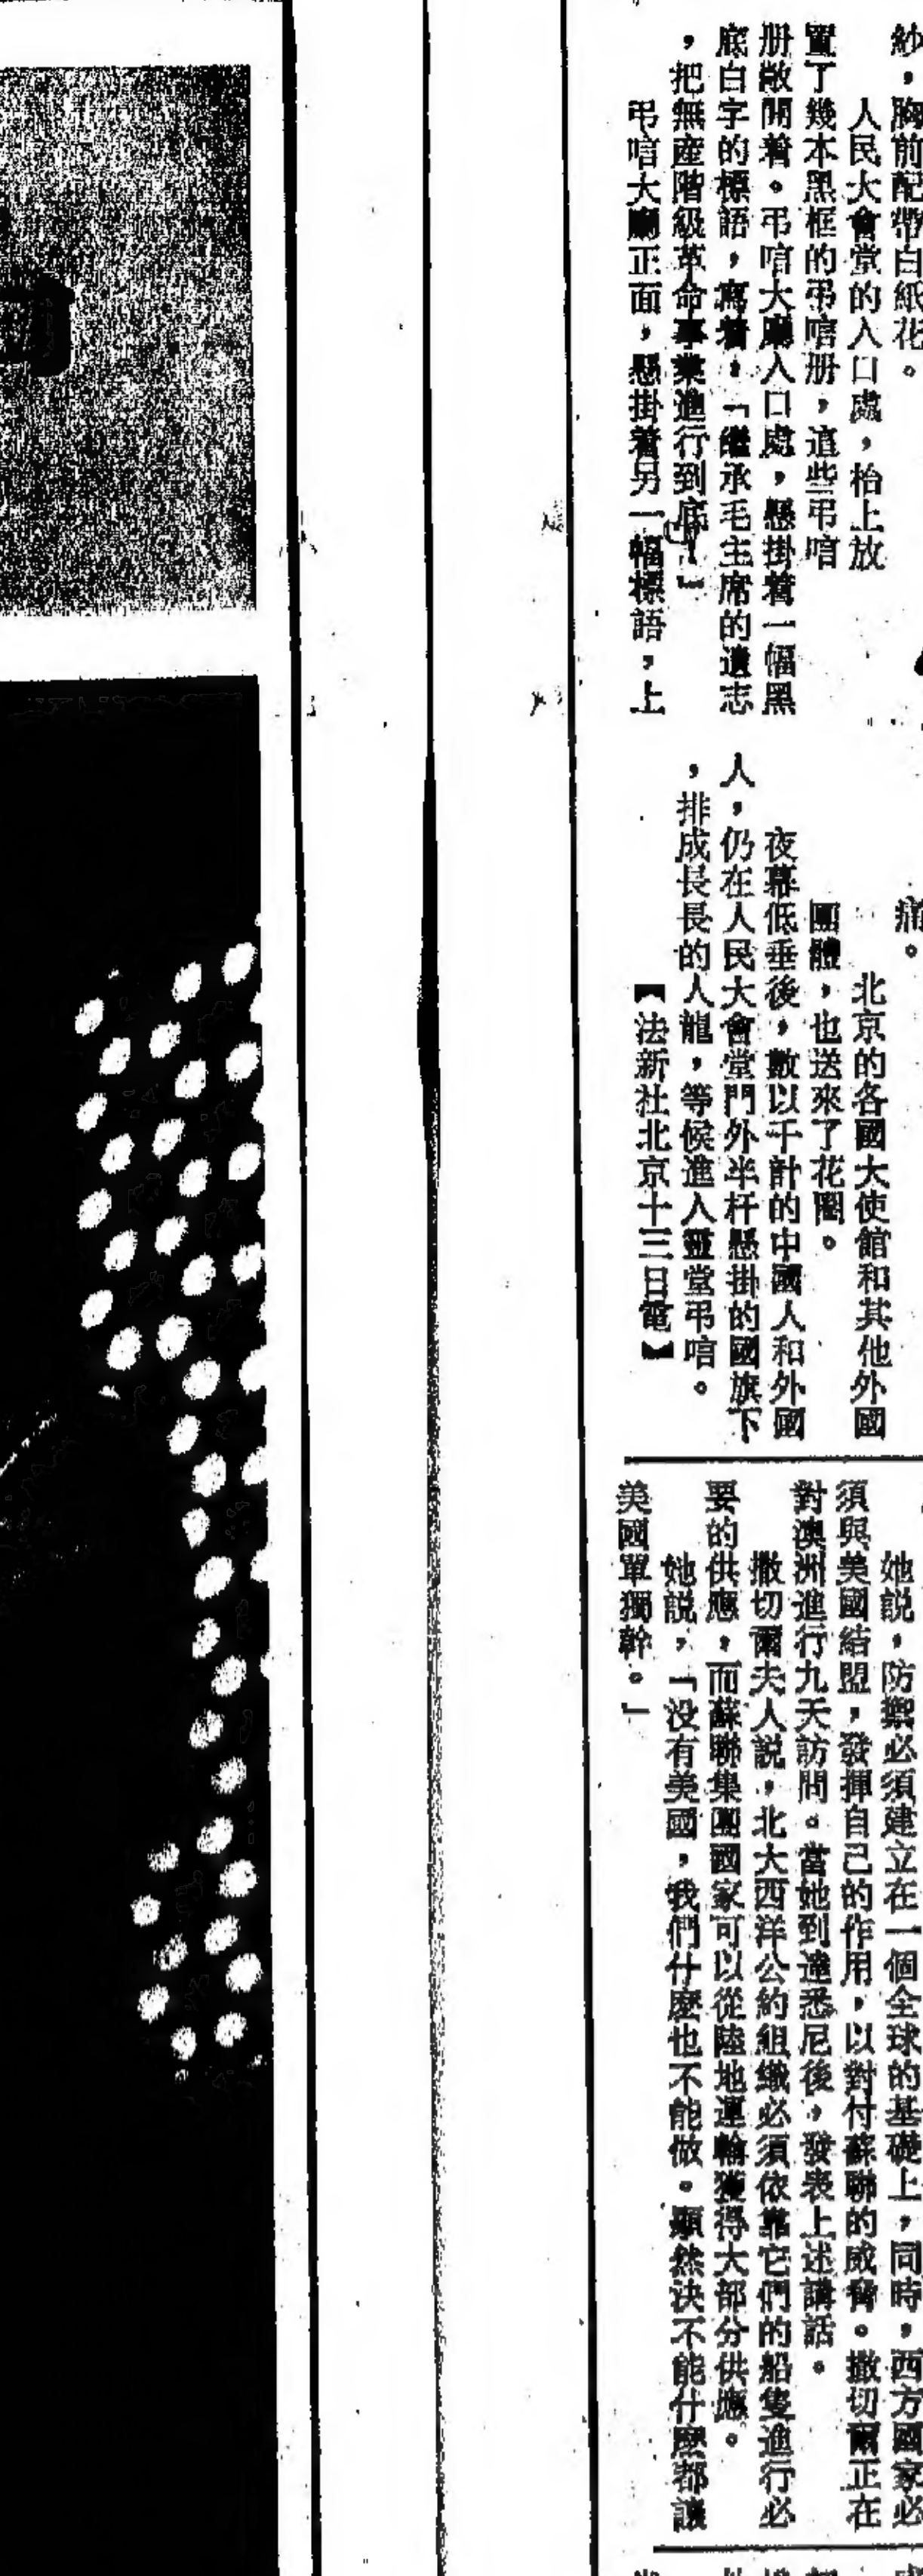 紗，胸前配帶白紙花。
人民大會堂的入口處，枱上放
置了幾本黑框的弔唁册，這些弔唁
册敞開着。弔唁大廳入口處，懸掛着一幅黑
底白字的標語，寫着，「繼承毛主席的遺志
，把無產階級革命事業進行到底！」
弔唁大廳正面，懸掛着另一幅標語，上
痛。
北京的各國大使館和其他外國
團體，也送來了花圈。
夜幕低垂後，數以千計的中國人和外國
人，仍在人民大會堂門外半杆懸掛的國旗下
，排成長長的人龍，等候進入靈堂弔唁。
【法新社北京十三日電】
她説，防禦必須建立在一個全球的基礎上，同時，西方國家必
須與美國結盟，發揮自己的作用，以對付蘇聯的威脅。撒切爾正在
對澳洲進行九天訪問。當她到達悉尼後，發表上述講話。
撒切爾夫人説，北大西洋公約組織必須依靠它們的船隻進行必
要的供應，而蘇聯集團國家可以從陸地運輸獲得大部分供應。
她説，「没有美國，我們什麽也不能做。顯然決不能什麽都讓
美國單獨幹。」